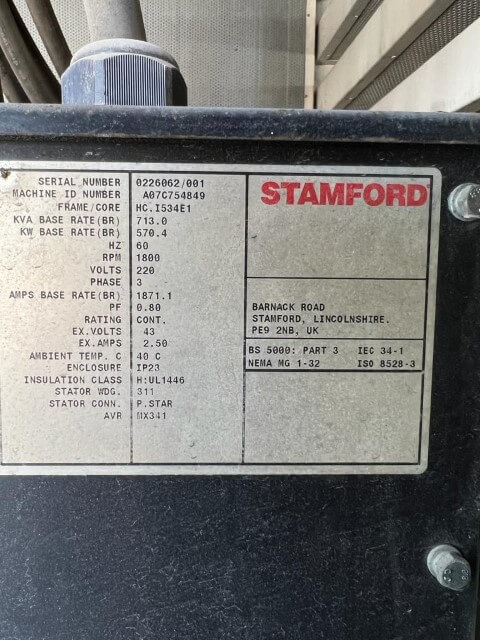 SERIAL NUMBER 0226062/001
MACHINE ID NUMBER A07C754849
FRAME/CORE HC.I534E1
KVA BASE RATE(BR) 713.0
KW BASE RATE(BR) 570.4
HZ 60
RPM 1800
VOLTS 220
PHASE 3
AMPS BASE RATE(BR) 1871.1
PF 0.80
RATING CONT.
EX.VOLTS 43
EX.AMPS 2.50
AMBIENT TEMP. C 40 C
ENCLOSURE IP23
INSULATION CLASS H:UL1446
STATOR WDG. 311
STATOR CONN. P.STAR
AVR MX341
STAMFORD
BARNACK ROAD
STAMFORD, LINCOLNSHIRE.
PE9 2NB, UK
BS 5000: PART 3 IEC 34-1
NEMA MG 1-32 ISO 8528-3